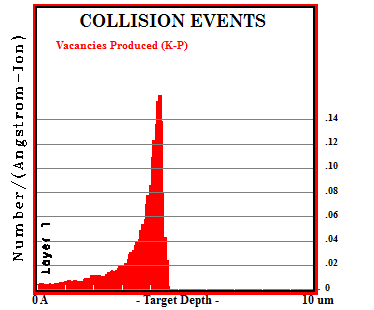 COLLISION EVENTS
Vacancies Produced (K-P)
Number/(Angstrom-Ion)
Layer 1
.14
.12
.10
.08
.06
.04
.02
0
0 A - Target Depth - 10 um